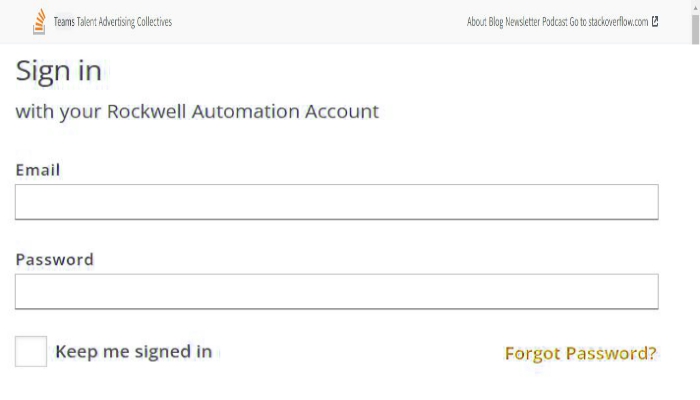 Teams Talent Advertising Collectives About Blog Newsletter Podcast Go to stackoverflow.com
Sign in
with your Rockwell Automation Account
Email
Password
Keep me signed in Forgot Password?